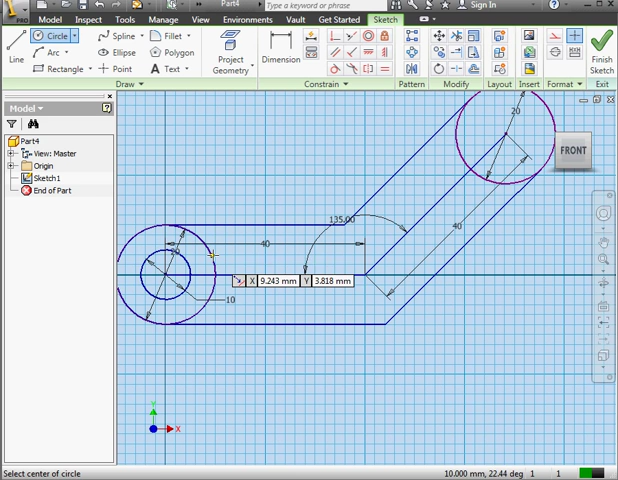 PRO
Part4
Type a keyword or phrase
Sign In
Model Inspect Tools Manage View Environments Vault Get Started Sketch
Line
Circle
Arc
Rectangle
Spline
Ellipse
Point
Fillet
Polygon
Text
Project
Geometry
Dimension
Finish
Sketch
Draw
Constrain
Pattern
Modify
Layout
Insert
Format
Exit
Model
Part4
View: Master
Origin
Sketch1
End of Part
20
FRONT
135.00
40
40
20
10
X 9.243 mm Y 3.818 mm
Y
X
Select center of circle
10.000 mm, 22.44 deg 1 1